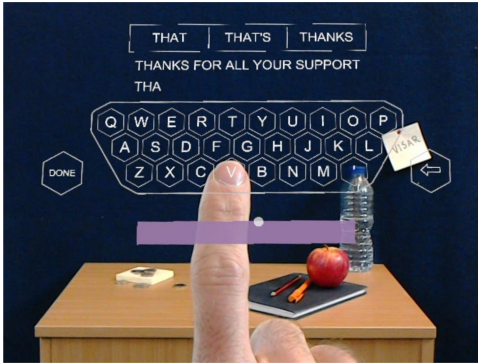 THAT THAT'S THANKS
THANKS FOR ALL YOUR SUPPORT
THA
Q W E R T Y U I O P
A S D F G H J K L
VISAR
DONE
Z X C V B N M